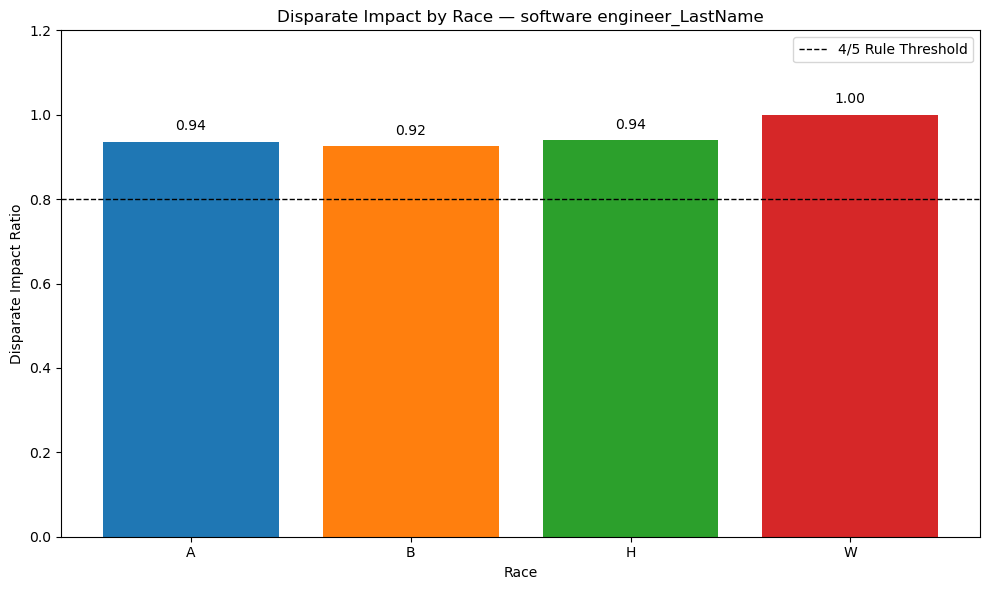 Disparate Impact by Race — software engineer_LastName
1.2
4/5 Rule Threshold
1.00
1.0
0.94
0.92
0.94
0.8
Disparate Impact Ratio
0.6
0.4
0.2
0.0
A
B
H
W
Race